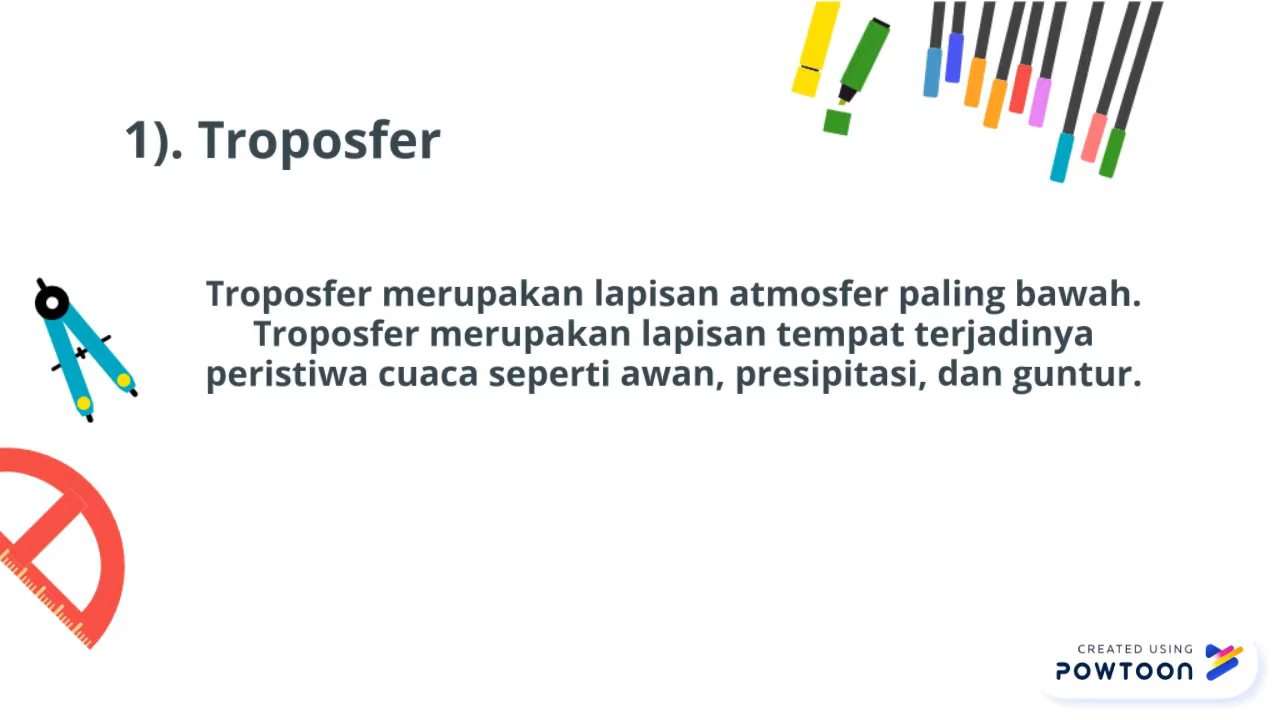 1). Troposfer
Troposfer merupakan lapisan atmosfer paling bawah.
Troposfer merupakan lapisan tempat terjadinya
peristiwa cuaca seperti awan, presipitasi, dan guntur.
CREATED USING
POWTOON